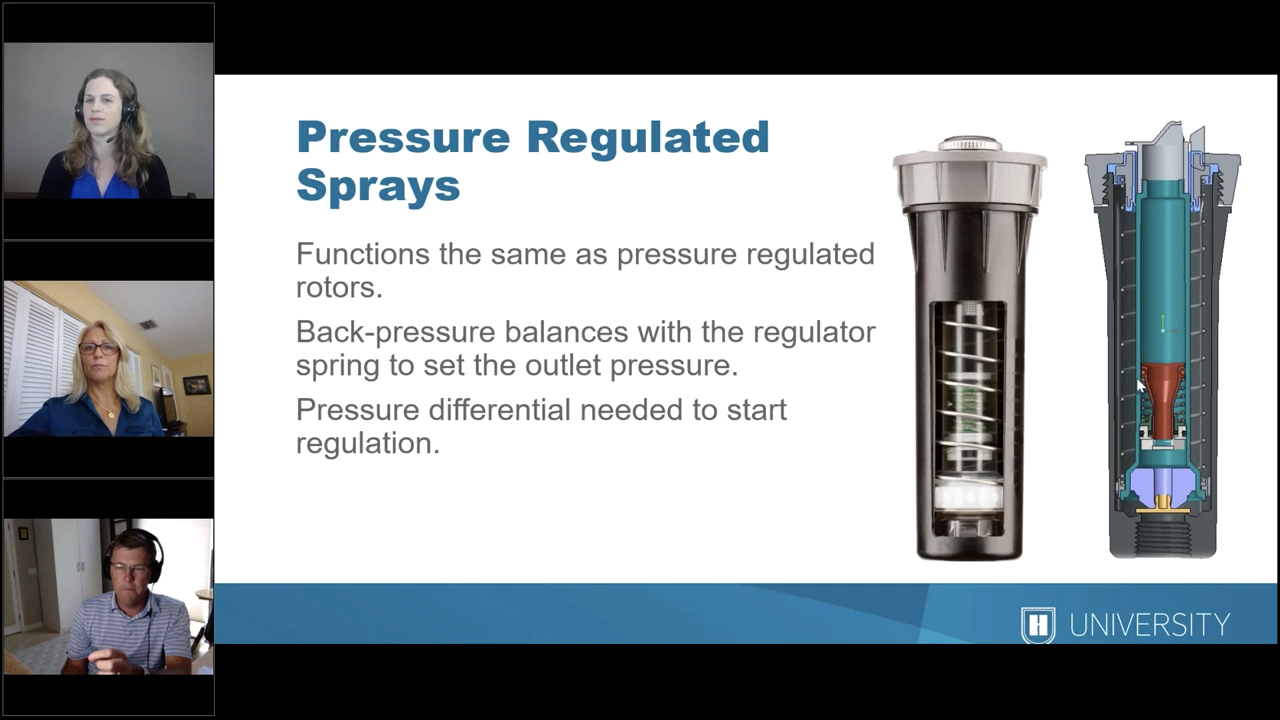 Pressure Regulated
Sprays
Functions the same as pressure regulated
rotors.
Back-pressure balances with the regulator
spring to set the outlet pressure.
Pressure differential needed to start
regulation.
H UNIVERSITY